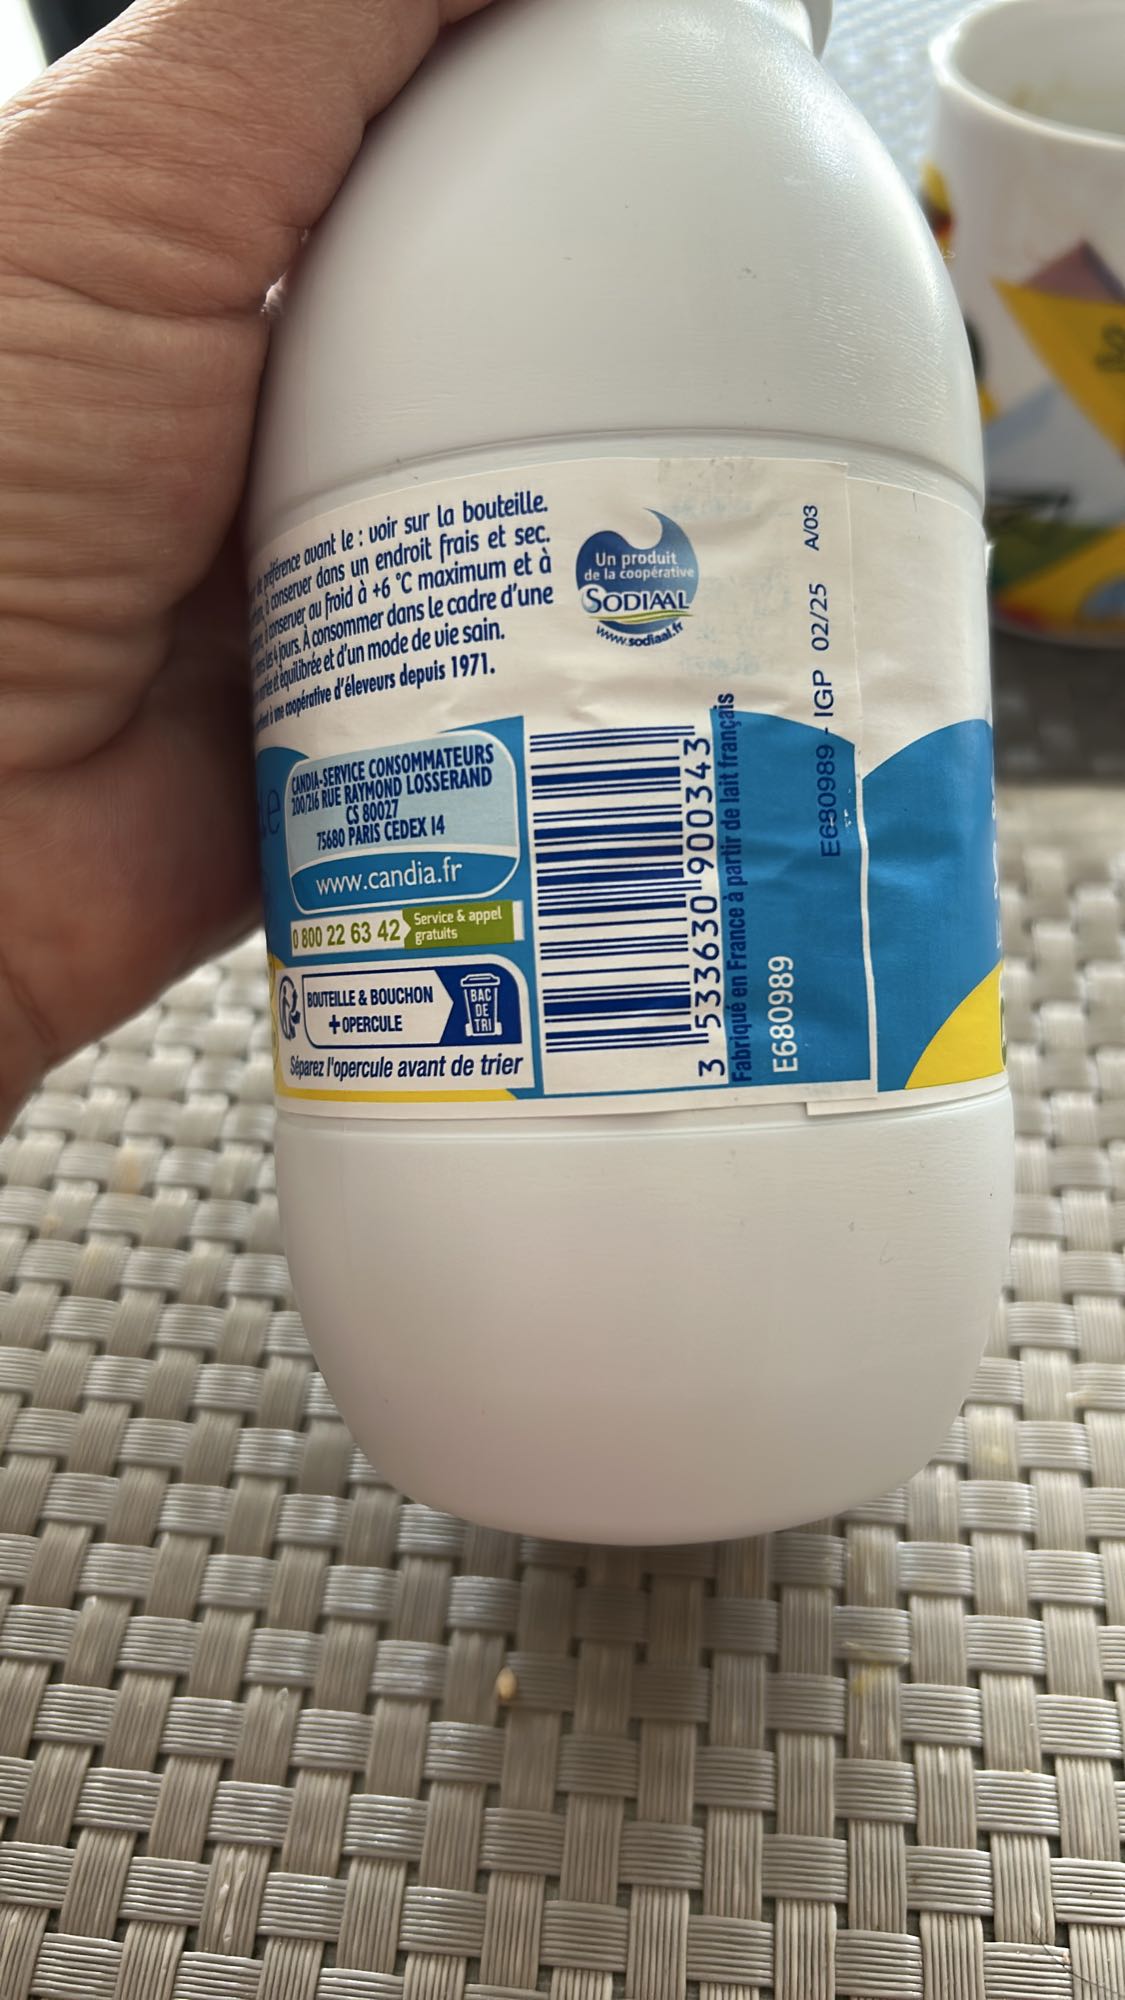 préférence avant le : voir sur la bouteille.
à conserver dans un endroit frais et sec.
conserver au froid à +6 °C maximum et à
les 4 jours. À consommer dans le cadre d'une
et équilibrée et d'un mode de vie sain.
à une coopérative d'éleveurs depuis 1971.
Un produit
de la coopérative
SODIAAL
www.sodiaal.fr
CANDIA-SERVICE CONSOMMATEURS
200/216 RUE RAYMOND LOSSERAND
CS 80027
75680 PARIS CEDEX 14
www.candia.fr
0 800 22 63 42
Service & appel
gratuits
BOUTEILLE & BOUCHON
+ OPERCULE
BAC
DE
TRI
Séparez l'opercule avant de trier
3 533630 900343
Fabriqué en France à partir de lait français
E680989
E680989 - IGP 02/25 A/03